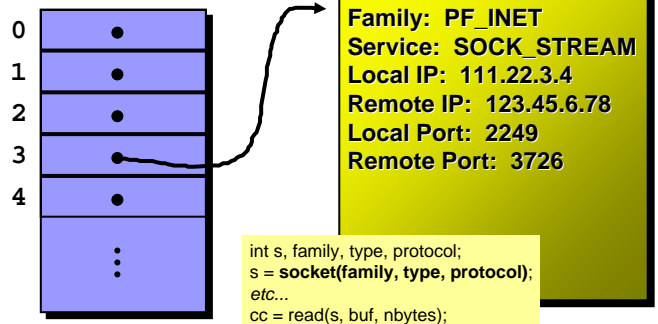 0
1
2
3
4
Family: PF_INET
Service: SOCK_STREAM
Local IP: 111.22.3.4
Remote IP: 123.45.6.78
Local Port: 2249
Remote Port: 3726
int s, family, type, protocol;
s = socket(family, type, protocol);
etc...
cc = read(s, buf, nbytes);